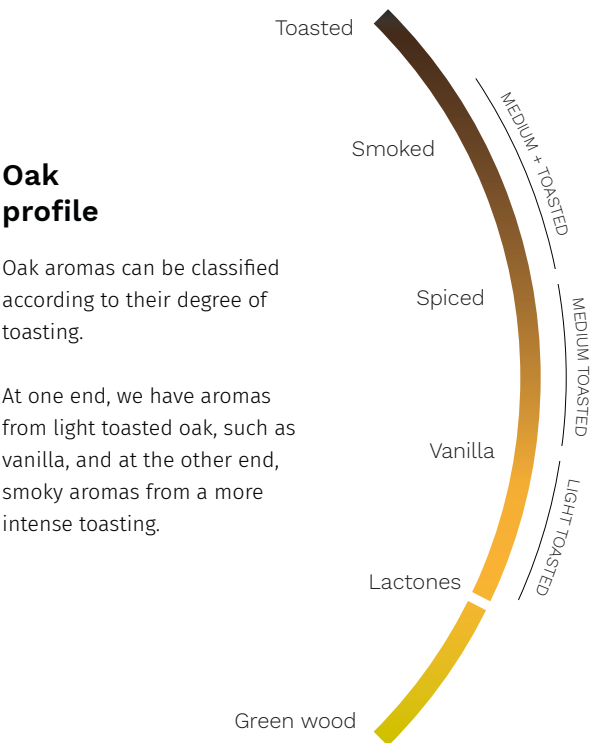 Oak
profile
Oak aromas can be classified
according to their degree of
toasting.
At one end, we have aromas
from light toasted oak, such as
vanilla, and at the other end,
smoky aromas from a more
intense toasting.
Toasted
Smoked
Spiced
Vanilla
Lactones
Green wood
MEDIUM + TOASTED
MEDIUM TOASTED
LIGHT TOASTED